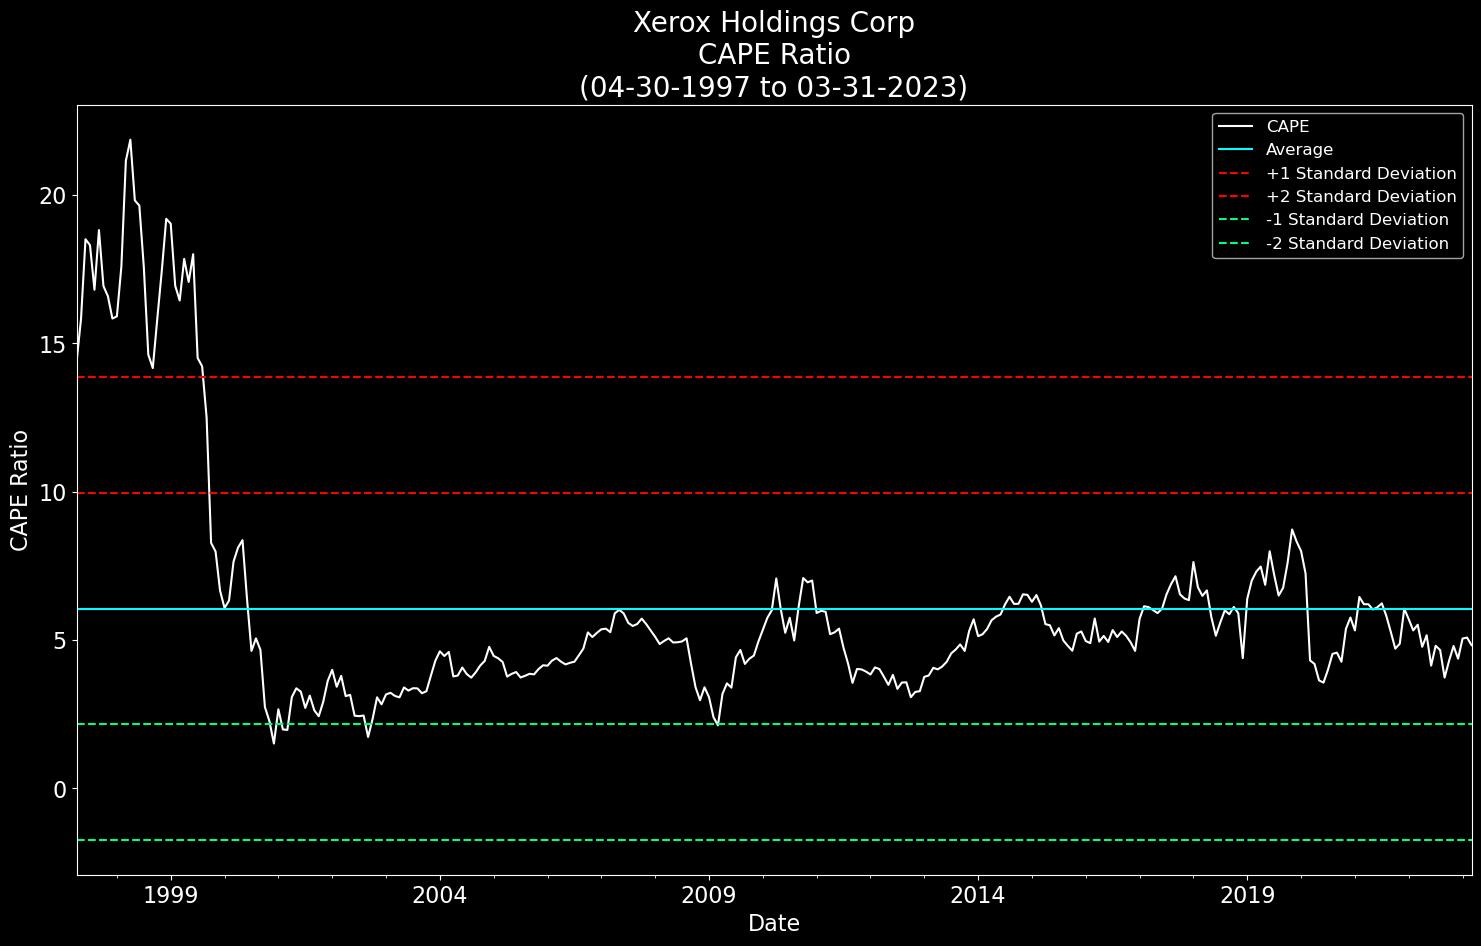 Xerox Holdings Corp
CAPE Ratio
(04-30-1997 to 03-31-2023)
CAPE
Average
+1 Standard Deviation
+2 Standard Deviation
-1 Standard Deviation
-2 Standard Deviation
20
15
10
5
0
CAPE Ratio
1999
2004
2009
2014
2019
Date